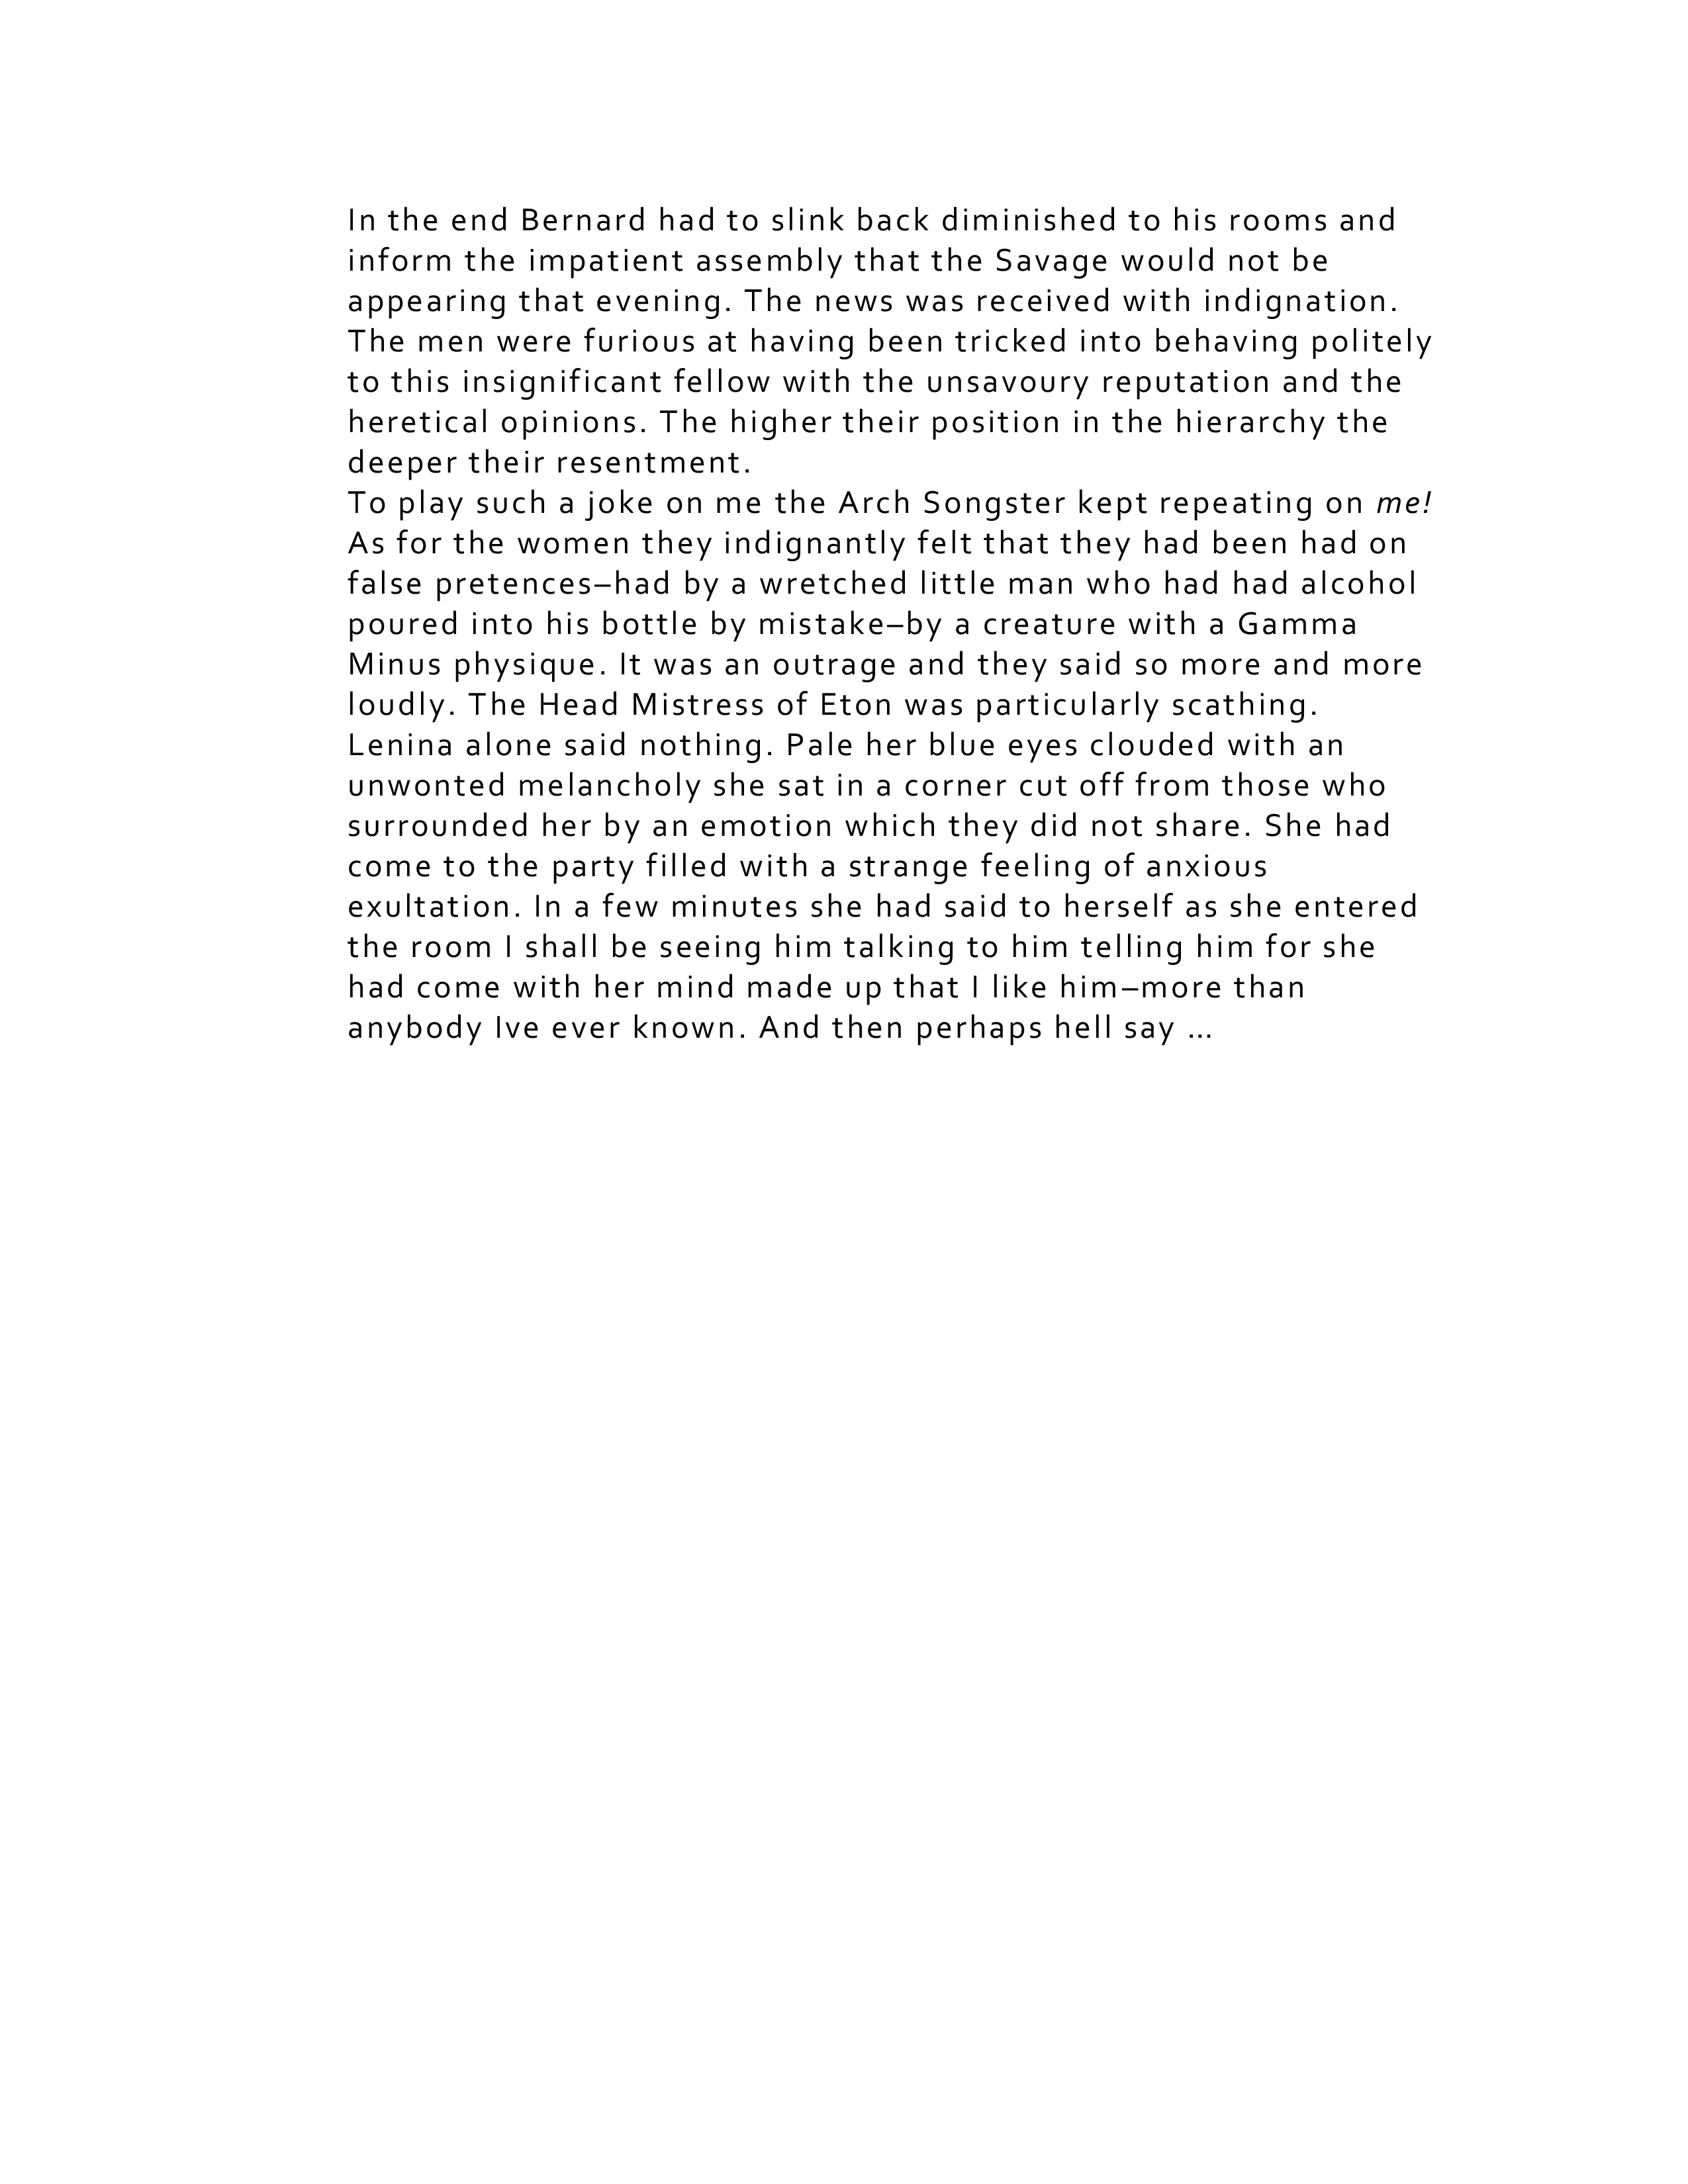 In the end Bernard had to slink back diminished to his rooms and
inform the impatient assembly that the Savage would not be
appearing that evening. The news was received with indignation.
The men were furious at having been tricked into behaving politely
to this insignificant fellow with the unsavoury reputation and the
heretical opinions. The higher their position in the hierarchy the
deeper their resentment.
To play such a joke on me the Arch Songster kept repeating on me!
As for the women they indignantly felt that they had been had on
false pretences–had by a wretched little man who had had alcohol
poured into his bottle by mistake–by a creature with a Gamma
Minus physique. It was an outrage and they said so more and more
loudly. The Head Mistress of Eton was particularly scathing.
Lenina alone said nothing. Pale her blue eyes clouded with an
unwonted melancholy she sat in a corner cut off from those who
surrounded her by an emotion which they did not share. She had
come to the party filled with a strange feeling of anxious
exultation. In a few minutes she had said to herself as she entered
the room I shall be seeing him talking to him telling him for she
had come with her mind made up that I like him–more than
anybody Ive ever known. And then perhaps hell say ...